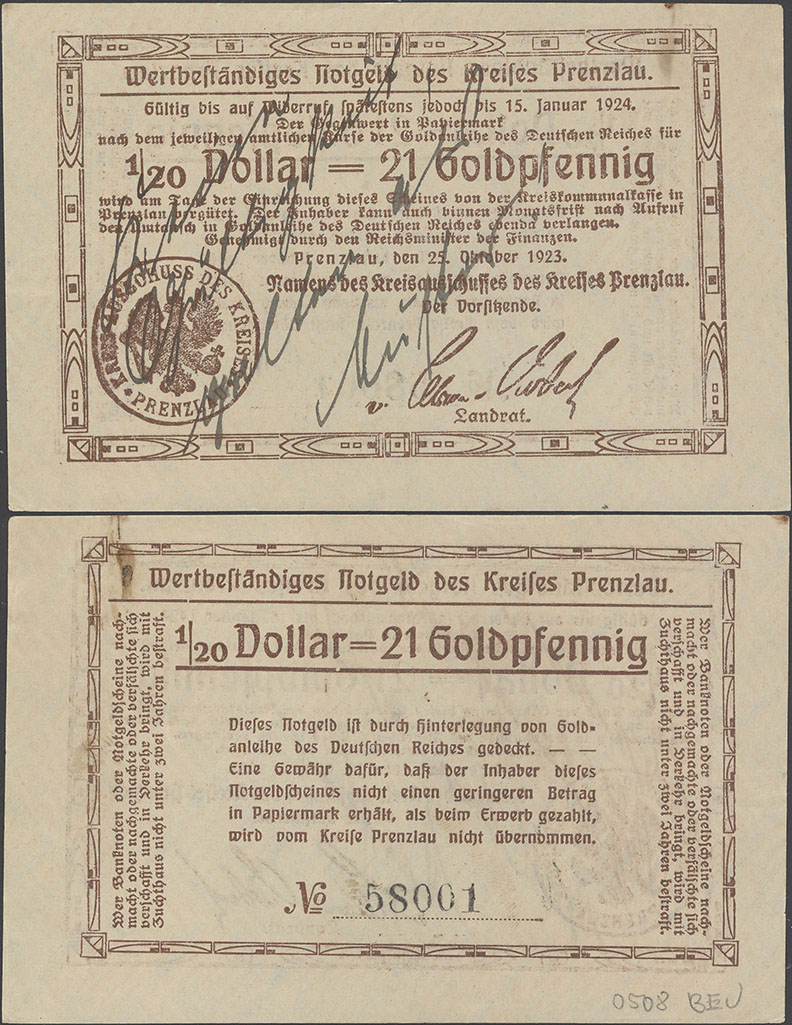 Wertbeständiges Notgeld des Kreises Prenzlau.
Gültig bis auf Widerruf, spätestens jedoch bis 15. Januar 1924.
Der Gegenwert in Papiermark
nach dem jeweiligen amtlichen Kurse der Goldanleihe des Deutschen Reiches für
1/20 Dollar = 21 Goldpfennig
wird am Tage der Einreichung dieses Scheines von der Kreiskommunalkasse in
Prenzlau vergütet. Der Inhaber kann auch binnen Monatsfrist nach Aufruf
den Umtausch in Goldanleihe des Deutschen Reiches ebenda verlangen.
Genehmigt durch den Reichsminister der Finanzen.
Prenzlau, den 25. Oktober 1923.
Namens des Kreisausschusses des Kreises Prenzlau.
Der Vorsitzende.
v.
Landrat.
KREIS AUSSCHUSS DES KREISES
PRENZLAU
Wertbeständiges Notgeld des Kreises Prenzlau.
1/20 Dollar = 21 Goldpfennig
Wer Banknoten oder Notgeldscheine nach-
macht oder nachgemachte oder verfälschte sich
verschafft und in Verkehr bringt, wird mit
Zuchthaus nicht unter zwei Jahren bestraft.
Dieses Notgeld ist durch Hinterlegung von Gold-
anleihe des Deutschen Reiches gedeckt. — —
Eine Gewähr dafür, daß der Inhaber dieses
Notgeldscheines nicht einen geringeren Betrag
in Papiermark erhält, als beim Erwerb gezahlt,
wird vom Kreise Prenzlau nicht übernommen.
No 58001
Wer Banknoten oder Notgeldscheine nach-
macht oder nachgemachte oder verfälschte sich
verschafft und in Verkehr bringt, wird mit
Zuchthaus nicht unter zwei Jahren bestraft.
0508 BEU